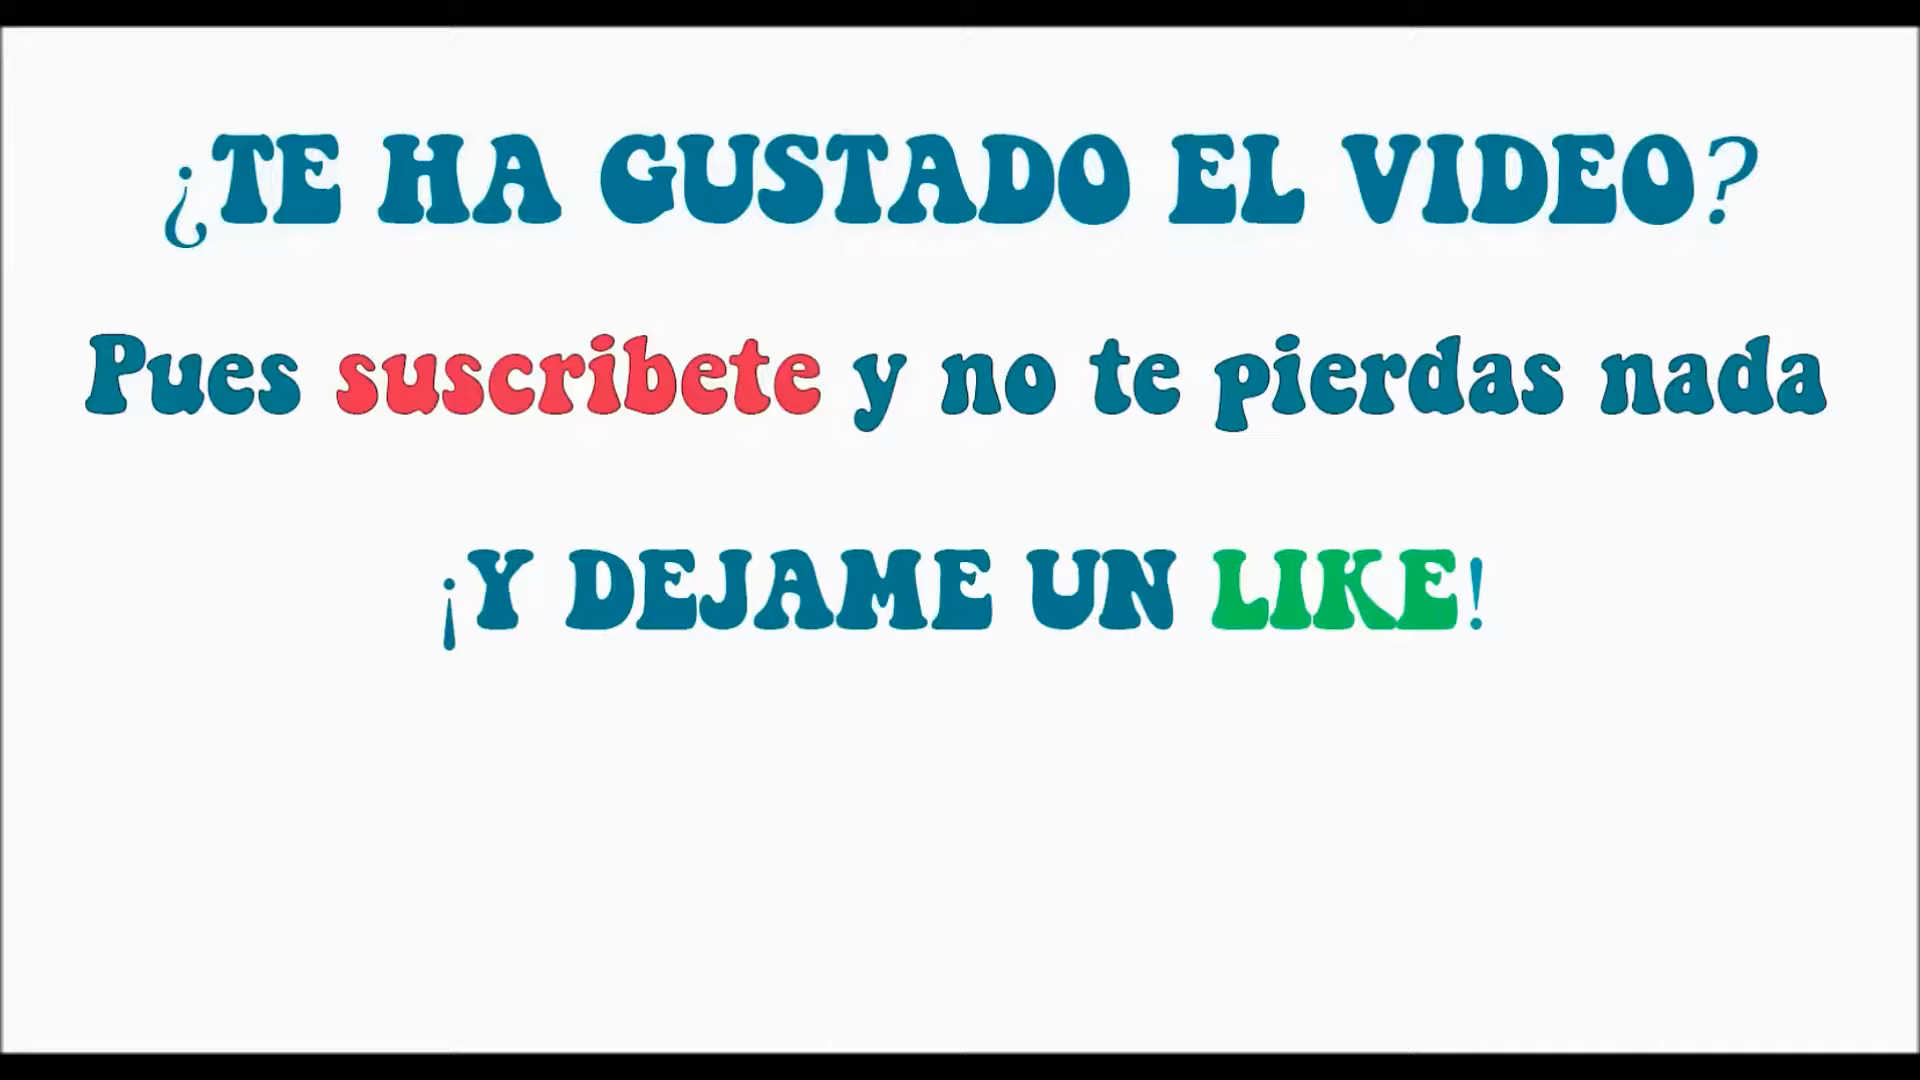 ¿TE HA GUSTADO EL VIDEO?
Pues suscribete y no te pierdas nada
¡Y DEJAME UN LIKE!